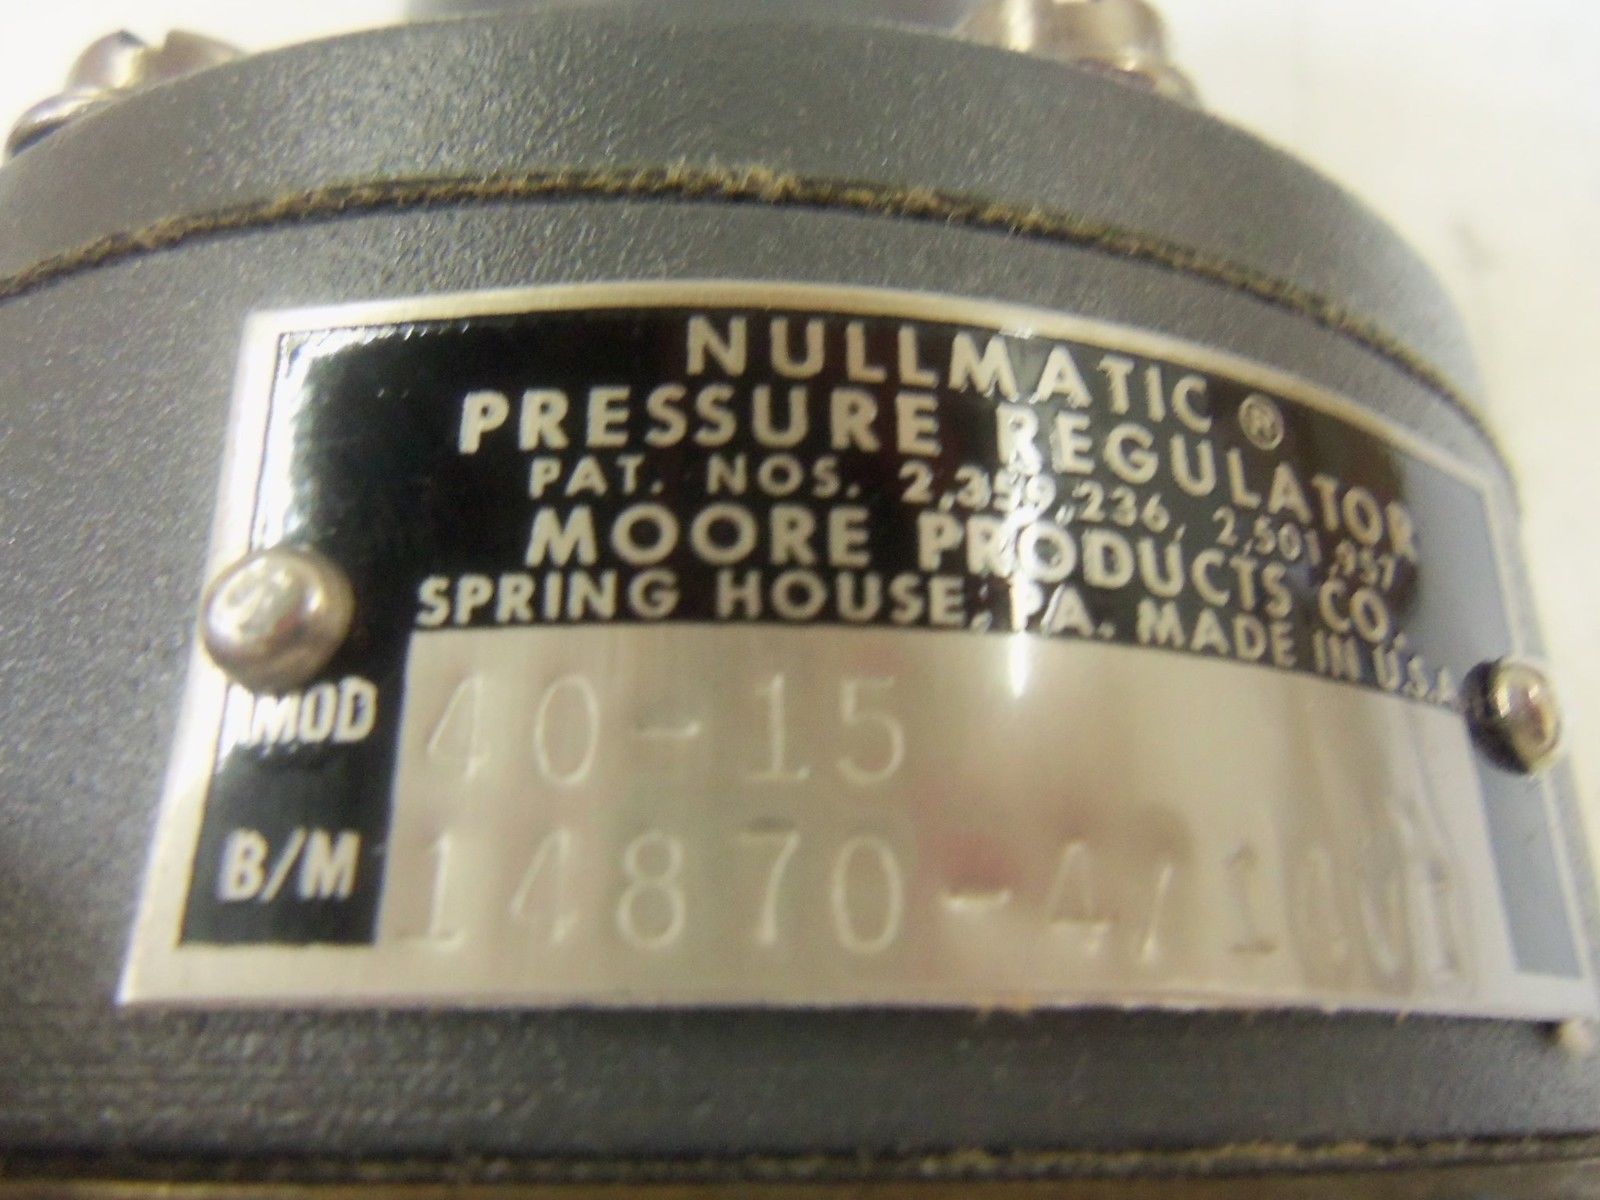 NULLMATIC ®
PRESSURE REGULATOR
PAT. NOS. 2,359,236, 2,501,957
MOORE PRODUCTS CO.
SPRING HOUSE, PA. MADE IN U.S.A.
MOD 40-15
B/M